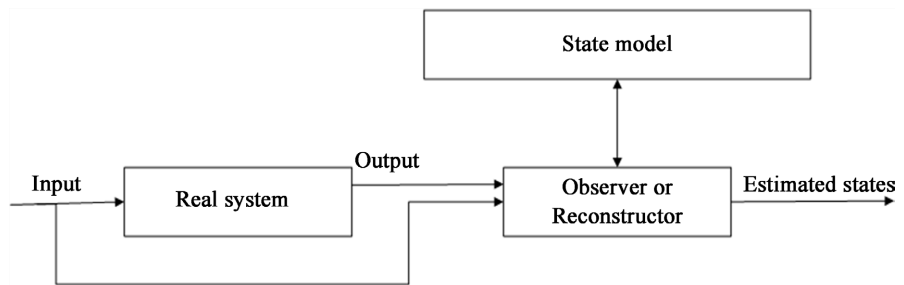 State model
Input
Real system
Output
Observer or
Reconstructor
Estimated states